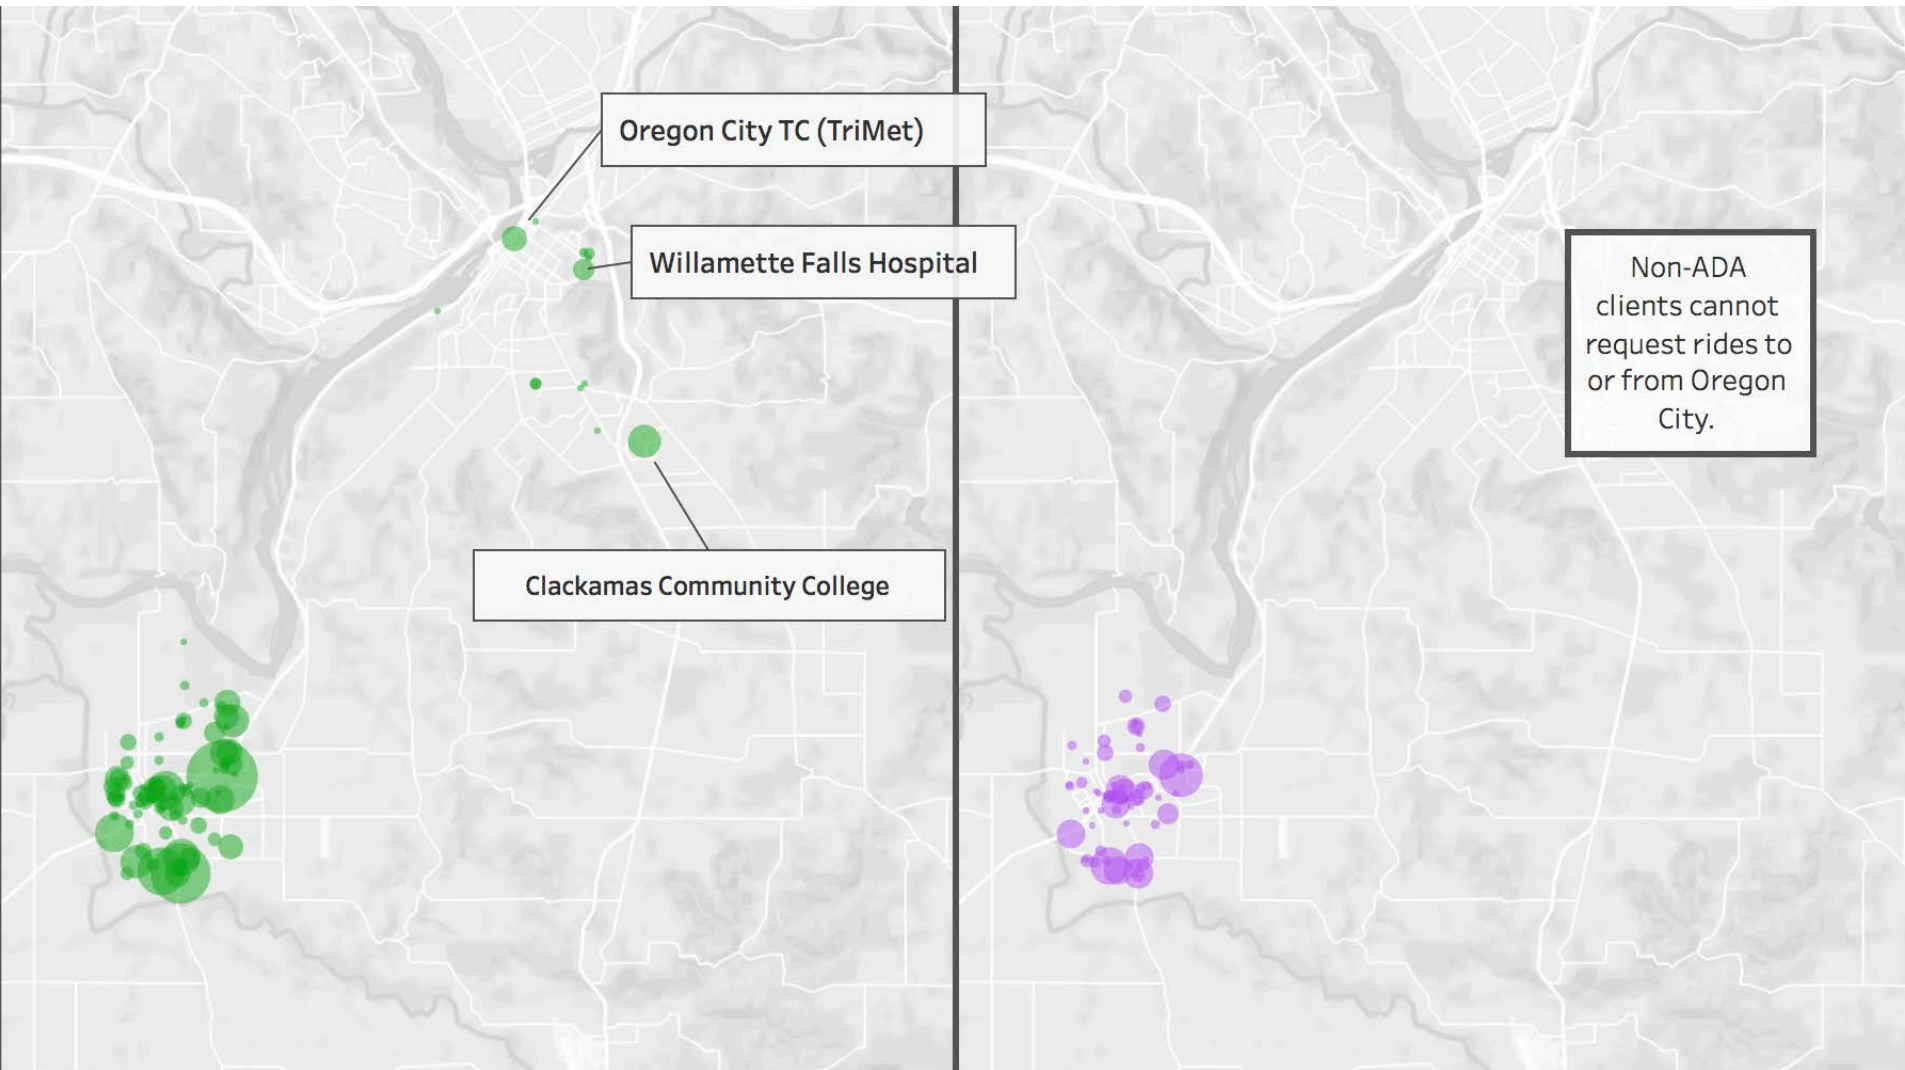 Oregon City TC (TriMet)
Willamette Falls Hospital
Clackamas Community College
Non-ADA
clients cannot
request rides to
or from Oregon
City.